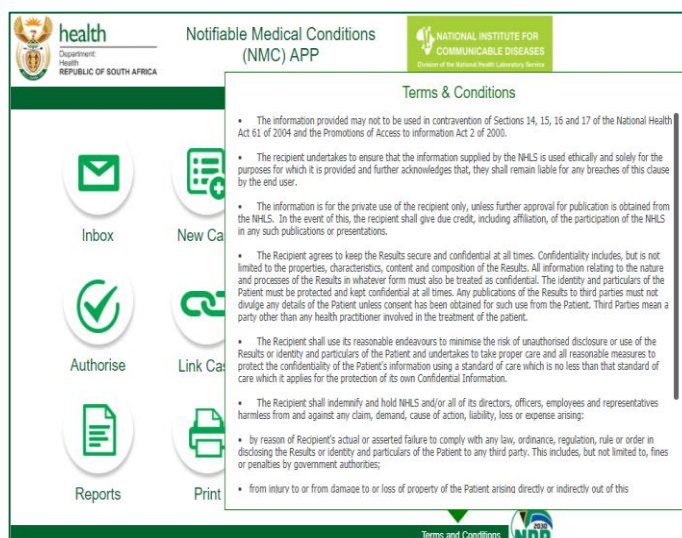 health
Department:
Health
REPUBLIC OF SOUTH AFRICA
Notifiable Medical Conditions
(NMC) APP
NATIONAL INSTITUTE FOR
COMMUNICABLE DISEASES
Division of the National Health Laboratory Service
Terms & Conditions
• The information provided may not to be used in contravention of Sections 14, 15, 16 and 17 of the National Health
Act 61 of 2004 and the Promotions of Access to information Act 2 of 2000.
• The recipient undertakes to ensure that the information supplied by the NHLS is used ethically and solely for the
purposes for which it is provided and further acknowledges that, they shall remain liable for any breaches of this clause
by the end user.
• The information is for the private use of the recipient only, unless further approval for publication is obtained from
the NHLS. In the event of this, the recipient shall give due credit, including affiliation, of the participation of the NHLS
in any such publications or presentations.
• The Recipient agrees to keep the Results secure and confidential at all times. Confidentiality includes, but is not
limited to the properties, characteristics, content and composition of the Results. All information relating to the nature
and processes of the Results in whatever form must also be treated as confidential. The identity and particulars of the
Patient must be protected and kept confidential at all times. Any publications of the Results to third parties must not
divulge any details of the Patient unless consent has been obtained for such use from the Patient. Third Parties mean a
party other than any health practitioner involved in the treatment of the patient.
• The Recipient shall use its reasonable endeavours to minimise the risk of unauthorised disclosure or use of the
Results or identity and particulars of the Patient and undertakes to take proper care and all reasonable measures to
protect the confidentiality of the Patient's information using a standard of care which is no less than that standard of
care which it applies for the protection of its own Confidential Information.
• The Recipient shall indemnify and hold NHLS and/or all of its directors, officers, employees and representatives
harmless from and against any claim, demand, cause of action, liability, loss or expense arising:
• by reason of Recipient's actual or asserted failure to comply with any law, ordinance, regulation, rule or order in
disclosing the Results or identity and particulars of the Patient to any third party. This includes, but not limited to, fines
or penalties by government authorities;
• from injury to or from damage to or loss of property of the Patient arising directly or indirectly out of this
Inbox
New Ca
Authorise
Link Cas
Reports
Print
Terms and Conditions
2030
NDP